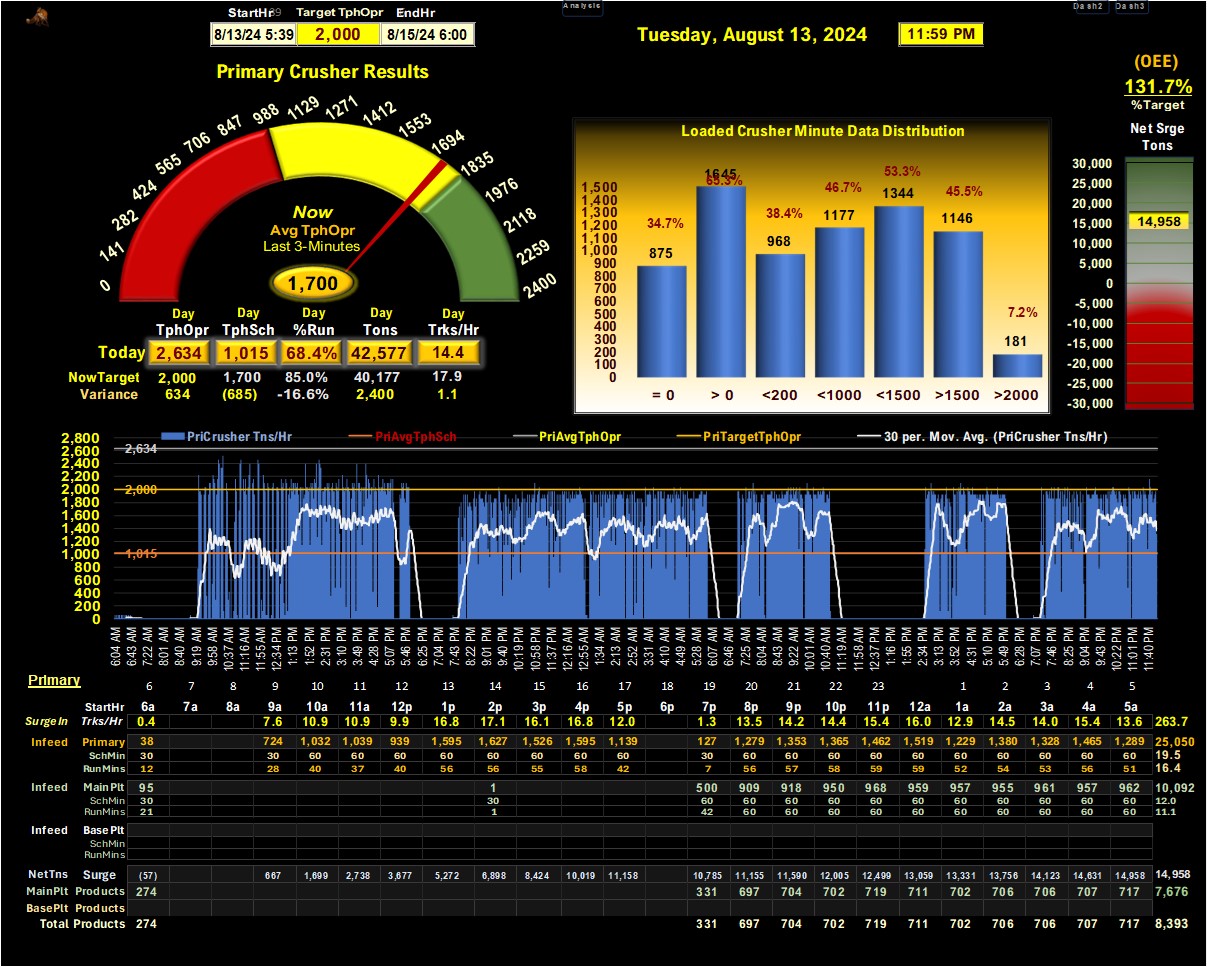 StartHr Target TphOpr EndHr Analysis Dash2 Dash3
8/13/24 5:39 2,000 8/15/24 6:00 Tuesday, August 13, 2024 11:59 PM
(OEE)
131.7%
%Target
Net Srge
Tons
30,000
25,000
20,000
15,000
14,958
10,000
5,000
0
-5,000
-10,000
-15,000
-20,000
-25,000
-30,000
Primary Crusher Results
0 141 282 424 565 706 847 988 1129 1271 1412 1553 1694 1835 1976 2118 2259 2400
Now
Avg TphOpr
Last 3-Minutes
1,700
Day Day Day Day Day
TphOpr TphSch %Run Tons Trks/Hr
Today 2,634 1,015 68.4% 42,577 14.4
NowTarget 2,000 1,700 85.0% 40,177 17.9
Variance 634 (685) -16.6% 2,400 1.1
Loaded Crusher Minute Data Distribution
1,500
1,400
1,300
1,200
1,100
1,000
900
800
700
600
500
400
300
200
100
0
34.7% 65.3% 38.4% 46.7% 53.3% 45.5% 7.2%
875 1645 968 1177 1344 1146 181
= 0 > 0 <200 <1000 <1500 >1500 >2000
PriCrusher Tns/Hr PriAvgTphSch PriAvgTphOpr PriTargetTphOpr 30 per. Mov. Avg. (PriCrusher Tns/Hr)
2,800
2,600
2,400
2,200
2,000
1,800
1,600
1,400
1,200
1,000
800
600
400
200
0
2,634
2,000
1,015
6:04 AM 6:43 AM 7:22 AM 8:01 AM 8:40 AM 9:19 AM 9:58 AM 10:37 AM 11:16 AM 11:55 AM 12:34 PM 1:13 PM 1:52 PM 2:31 PM 3:10 PM 3:49 PM 4:28 PM 5:07 PM 5:46 PM 6:25 PM 7:04 PM 7:43 PM 8:22 PM 9:01 PM 9:40 PM 10:19 PM 10:58 PM 11:37 PM 12:16 AM 12:55 AM 1:34 AM 2:13 AM 2:52 AM 3:31 AM 4:10 AM 4:49 AM 5:28 AM 6:07 AM 6:46 AM 7:25 AM 8:04 AM 8:43 AM 9:22 AM 10:01 AM 10:40 AM 11:19 AM 11:58 AM 12:37 PM 1:16 PM 1:55 PM 2:34 PM 3:13 PM 3:52 PM 4:31 PM 5:10 PM 5:49 PM 6:28 PM 7:07 PM 7:46 PM 8:25 PM 9:04 PM 9:43 PM 10:22 PM 11:01 PM 11:40 PM
Primary 6 7 8 9 10 11 12 13 14 15 16 17 18 19 20 21 22 23 1 2 3 4 5
StartHr 6a 7a 8a 9a 10a 11a 12p 1p 2p 3p 4p 5p 6p 7p 8p 9p 10p 11p 12a 1a 2a 3a 4a 5a
SurgeIn Trks/Hr 0.4 7.6 10.9 10.9 9.9 16.8 17.1 16.1 16.8 12.0 1.3 13.5 14.2 14.4 15.4 16.0 12.9 14.5 14.0 15.4 13.6 263.7
Infeed Primary 38 724 1,032 1,039 939 1,595 1,627 1,526 1,595 1,139 127 1,279 1,353 1,365 1,462 1,519 1,229 1,380 1,328 1,465 1,289 25,050
SchMin 30 30 60 60 60 60 60 60 60 60 30 60 60 60 60 60 60 60 60 60 60 19.5
RunMins 12 28 40 37 40 56 56 55 58 42 7 56 57 58 59 59 52 54 53 56 51 16.4
Infeed Main Plt 95 1 500 909 918 950 968 959 957 955 961 957 962 10,092
SchMin 30 30 60 60 60 60 60 60 60 60 60 60 60 12.0
RunMins 21 1 42 60 60 60 60 60 60 60 60 60 60 11.1
Infeed Base Plt
SchMin
RunMins
NetTns Surge (57) 667 1,699 2,738 3,677 5,272 6,898 8,424 10,019 11,158 10,785 11,155 11,590 12,005 12,499 13,059 13,331 13,756 14,123 14,631 14,958 14,958
MainPlt Products 274 331 697 704 702 719 711 702 706 706 707 717 7,676
BasePlt Products
Total Products 274 331 697 704 702 719 711 702 706 706 707 717 8,393